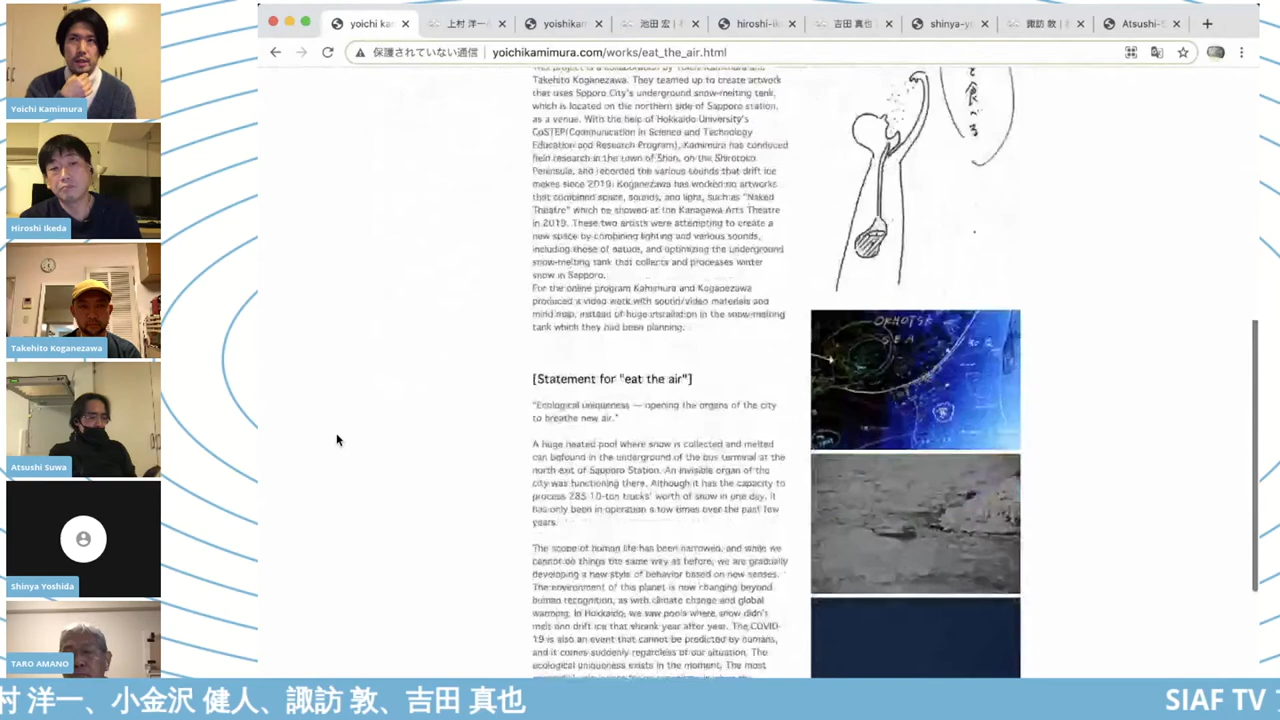 Yoichi Kamimura
Hiroshi Ikeda
Takehito Koganezawa
Atsushi Suwa
Shinya Yoshida
TARO AMANO
yoichi kan
上村 洋一
yoishikan
池田 宏 |
hiroshi-ik
吉田 真也
shinya-yo
諏訪 敦 |
Atsushi-S
保護されていない通信
yoichikamimura.com/works/eat_the_air.html
This project is a collaboration by Yoichi Kamimura and
Takehito Koganezawa. They teamed up to create artwork
that uses Sapporo City's underground snow-melting tank,
which is located on the northern side of Sapporo station,
as a venue. With the help of Hokkaido University's
CoSTEP(Communication in Science and Technology
Education and Research Program), Kamimura has conducted
field research in the town of Shari, on the Shiretoko
Peninsula, and recorded the various sounds that drift ice
makes since 2019. Koganezawa has worked on artworks
that combined space, sounds, and light, such as "Naked
Theatre" which he showed at the Kanagawa Arts Theatre
in 2019. These two artists were attempting to create a
new space by combining lighting and various sounds,
including those of nature, and optimizing the underground
snow-melting tank that collects and processes winter
snow in Sapporo.
For the online program Kamimura and Koganezawa
produced a video work with sound/video materials and
mind map, instead of huge installation in the snow-melting
tank which they had been planning.
[Statement for "eat the air"]
"Ecological uniqueness — opening the organs of the city
to breathe new air."
A huge heated pool where snow is collected and melted
can befound in the underground of the bus terminal at the
north exit of Sapporo Station. An invisible organ of the
city was functioning there. Although it has the capacity to
process 285 10-ton trucks' worth of snow in one day, it
has only been in operation a few times over the past few
years.
The scope of human life has been narrowed, and while we
cannot do things the same way as before, we are gradually
developing a new style of behavior based on new senses.
The environment of this planet is now changing beyond
human recognition, as with climate change and global
warming. In Hokkaido, we saw pools where snow didn's
melt and drift ice that shrank year after year. The COVID-
19 is also an event that cannot be predicted by humans,
and it comes suddenly regardless of our situation. The
ecological uniqueness exists in the moment. The most
を食べる
OKHOTSK
SEA
村 洋一、小金沢 健人、諏訪 敦、吉田 真也
SIAF TV